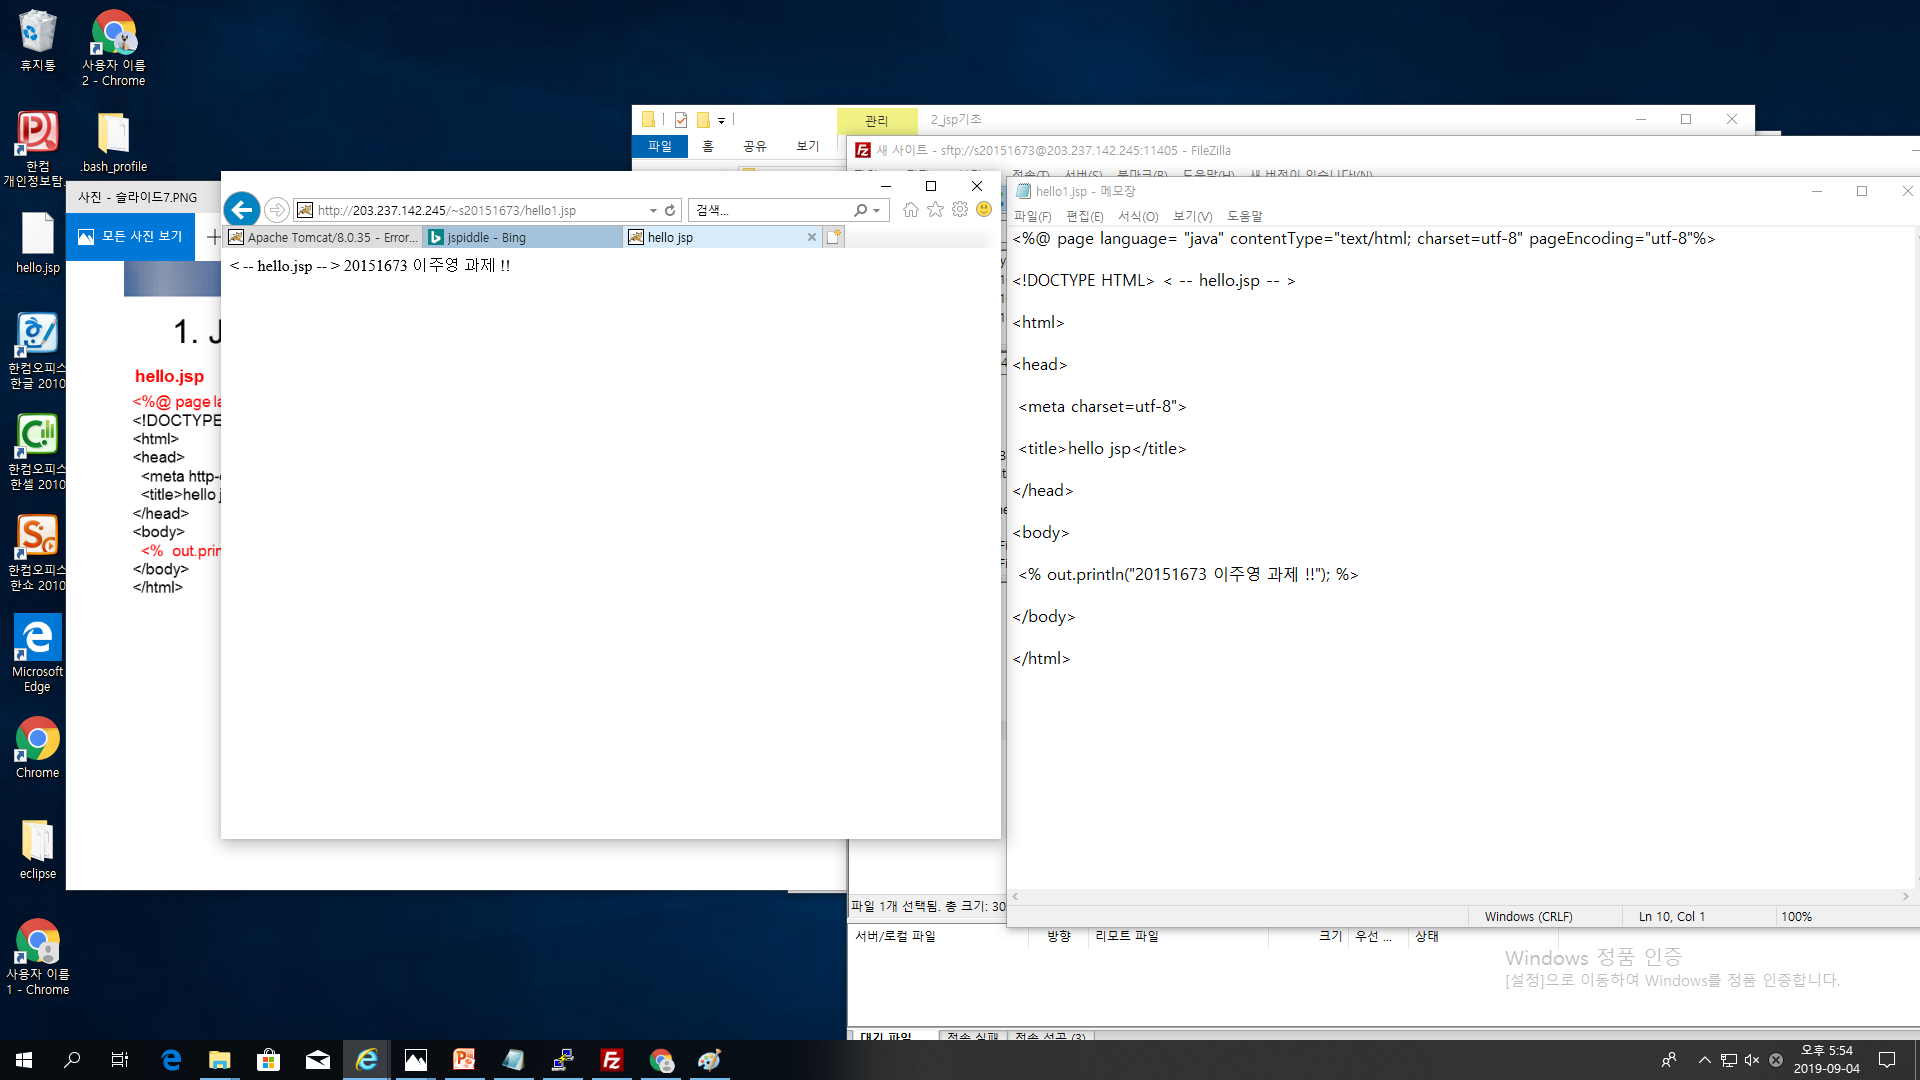 휴지통
사용자 이름
2 - Chrome
한컴
개인정보탐...
.bash_profile
hello.jsp
한컴오피스
한글 2010
한컴오피스
한셀 2010
한컴오피스
한쇼 2010
Microsoft
Edge
Chrome
eclipse
사용자 이름
1 - Chrome
사진 - 슬라이드7.PNG
모든 사진 보기
1. J
hello.jsp
<%@ page la
<!DOCTYPE
<html>
<head>
<meta http-
<title>hello j
</head>
<body>
<% out.prin
</body>
</html>
관리
2_jsp기초
파일 홈 공유 보기
새 사이트 - sftp://s20151673@203.237.142.245:11405 - FileZilla
http://203.237.142.245/~s20151673/hello1.jsp
검색...
Apache Tomcat/8.0.35 - Error...
jspiddle - Bing
hello jsp
< -- hello.jsp -- > 20151673 이주영 과제 !!
hello1.jsp - 메모장
파일(F) 편집(E) 서식(O) 보기(V) 도움말
<%@ page language= "java" contentType="text/html; charset=utf-8" pageEncoding="utf-8"%>
<!DOCTYPE HTML> < -- hello.jsp -- >
<html>
<head>
<meta charset=utf-8">
<title>hello jsp</title>
</head>
<body>
<% out.println("20151673 이주영 과제 !!"); %>
</body>
</html>
Windows (CRLF) Ln 10, Col 1 100%
파일 1개 선택됨. 총 크기: 30
서버/로컬 파일 방향 리모트 파일 크기 우선 ... 상태
Windows 정품 인증
[설정]으로 이동하여 Windows를 정품 인증합니다.
대기 파일 전송 실패 전송 성공 (3)
오후 5:54
2019-09-04